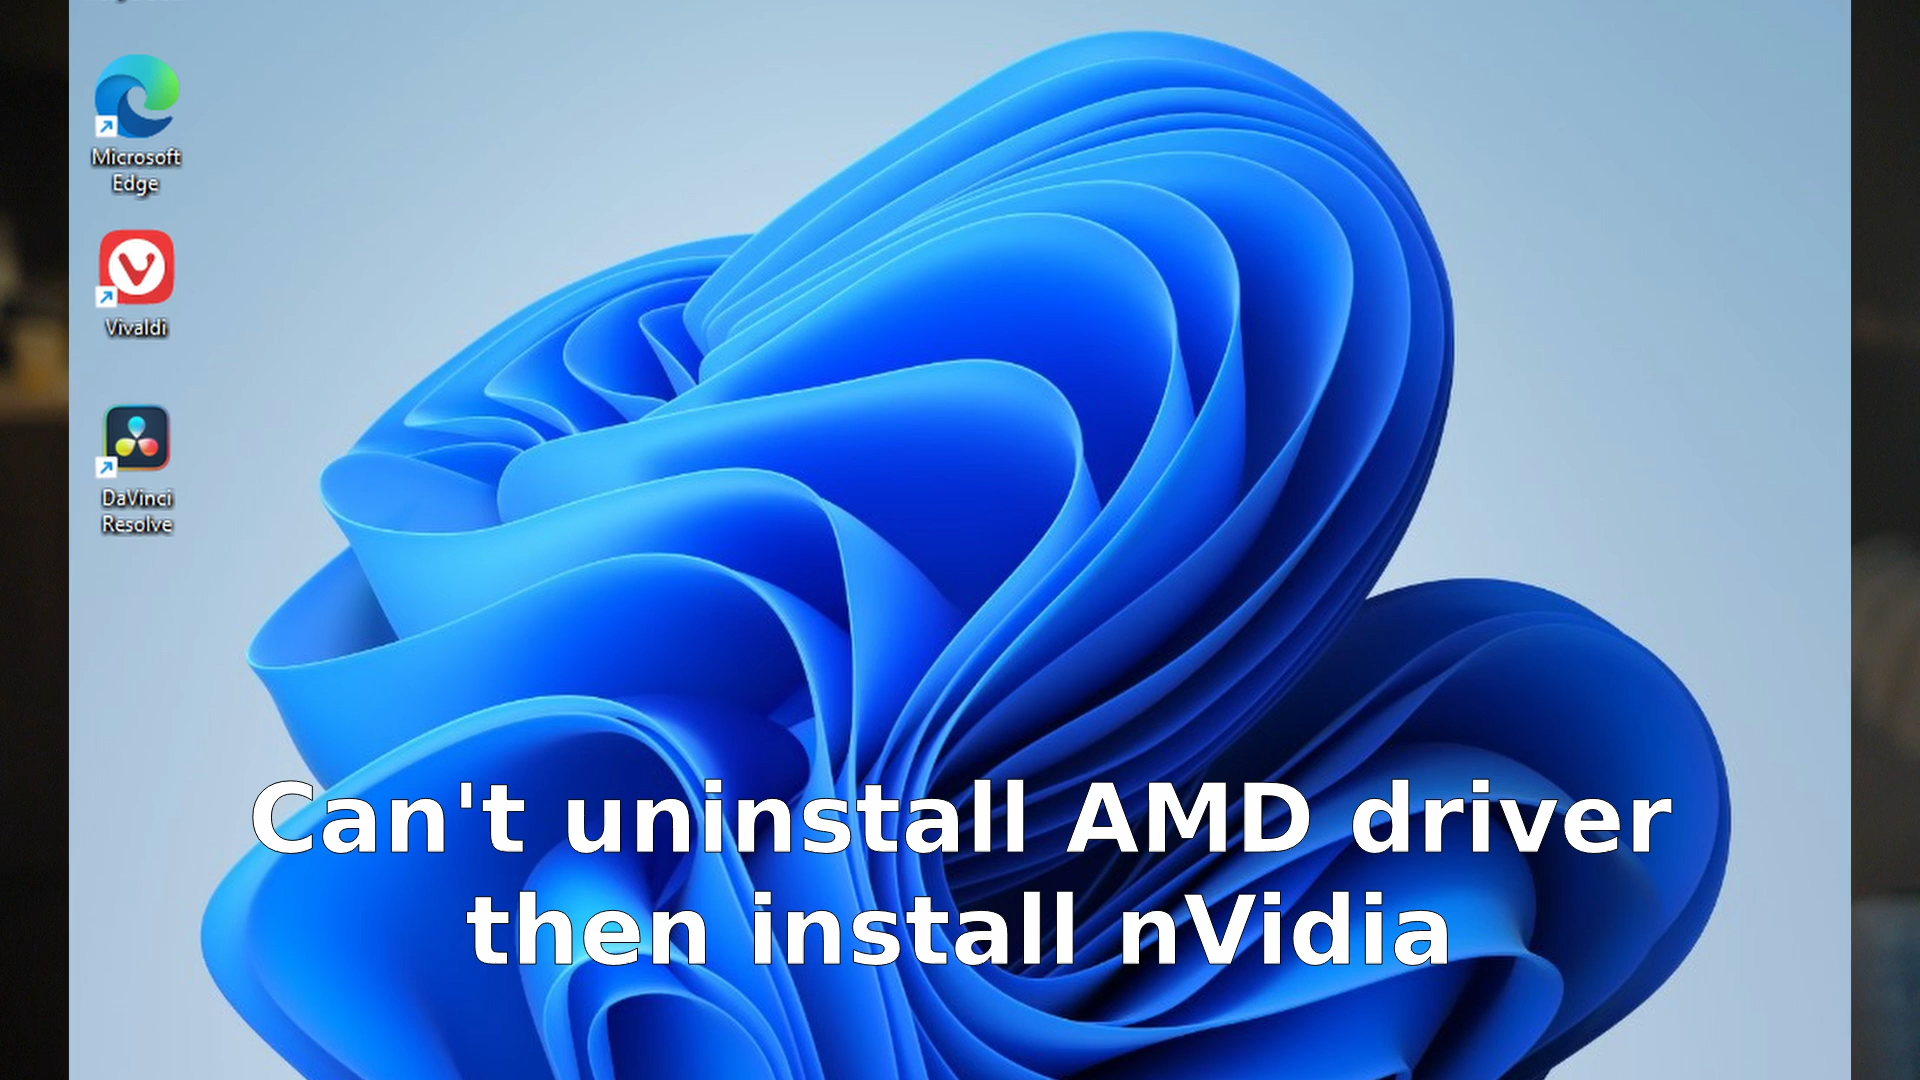 Microsoft
Edge
Vivaldi
DaVinci
Resolve
Can't uninstall AMD driver
then install nVidia